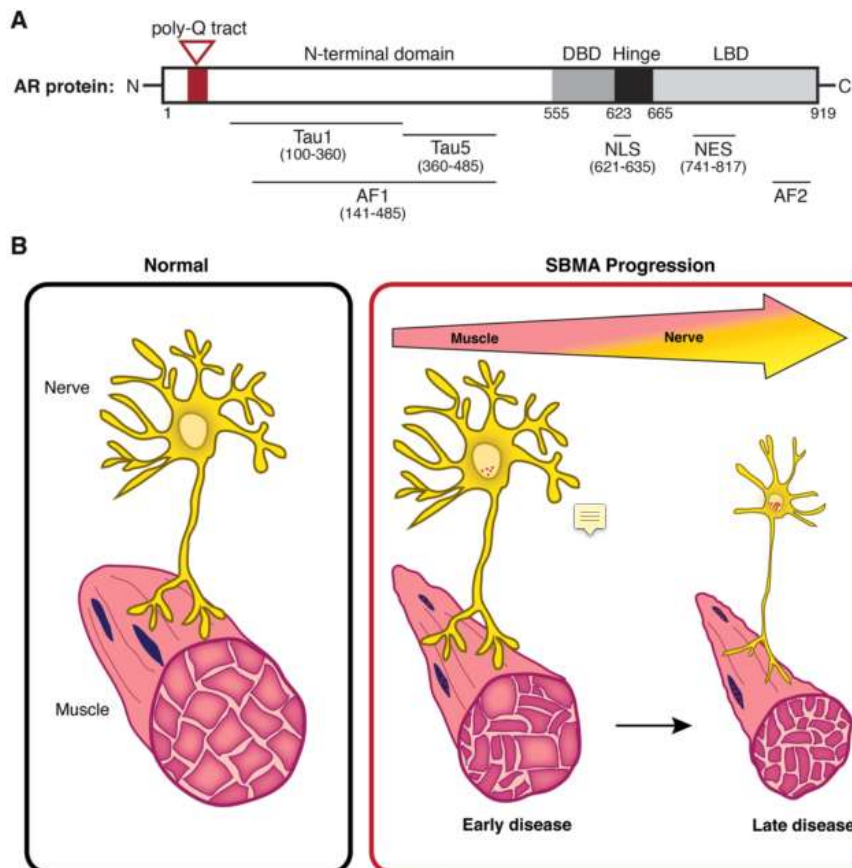 A
poly-Q tract
N-terminal domain
DBD
Hinge
LBD
AR protein:
N
C
1
555
623
665
919
Tau1
(100-360)
Tau5
(360-485)
NLS
(621-635)
NES
(741-817)
AF1
(141-485)
AF2
B
Normal
SBMA Progression
Muscle
Nerve
Nerve
Muscle
Early disease
Late disease